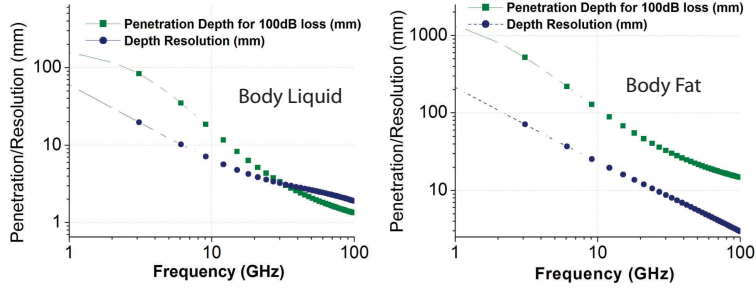 Penetration Depth for 100dB loss (mm)
Depth Resolution (mm)
Body Liquid
Penetration/Resolution (mm)
100
10
1
1
10
100
Frequency (GHz)
Penetration Depth for 100dB loss (mm)
Depth Resolution (mm)
Body Fat
Penetration/Resolution (mm)
1000
100
10
1
10
100
Frequency (GHz)